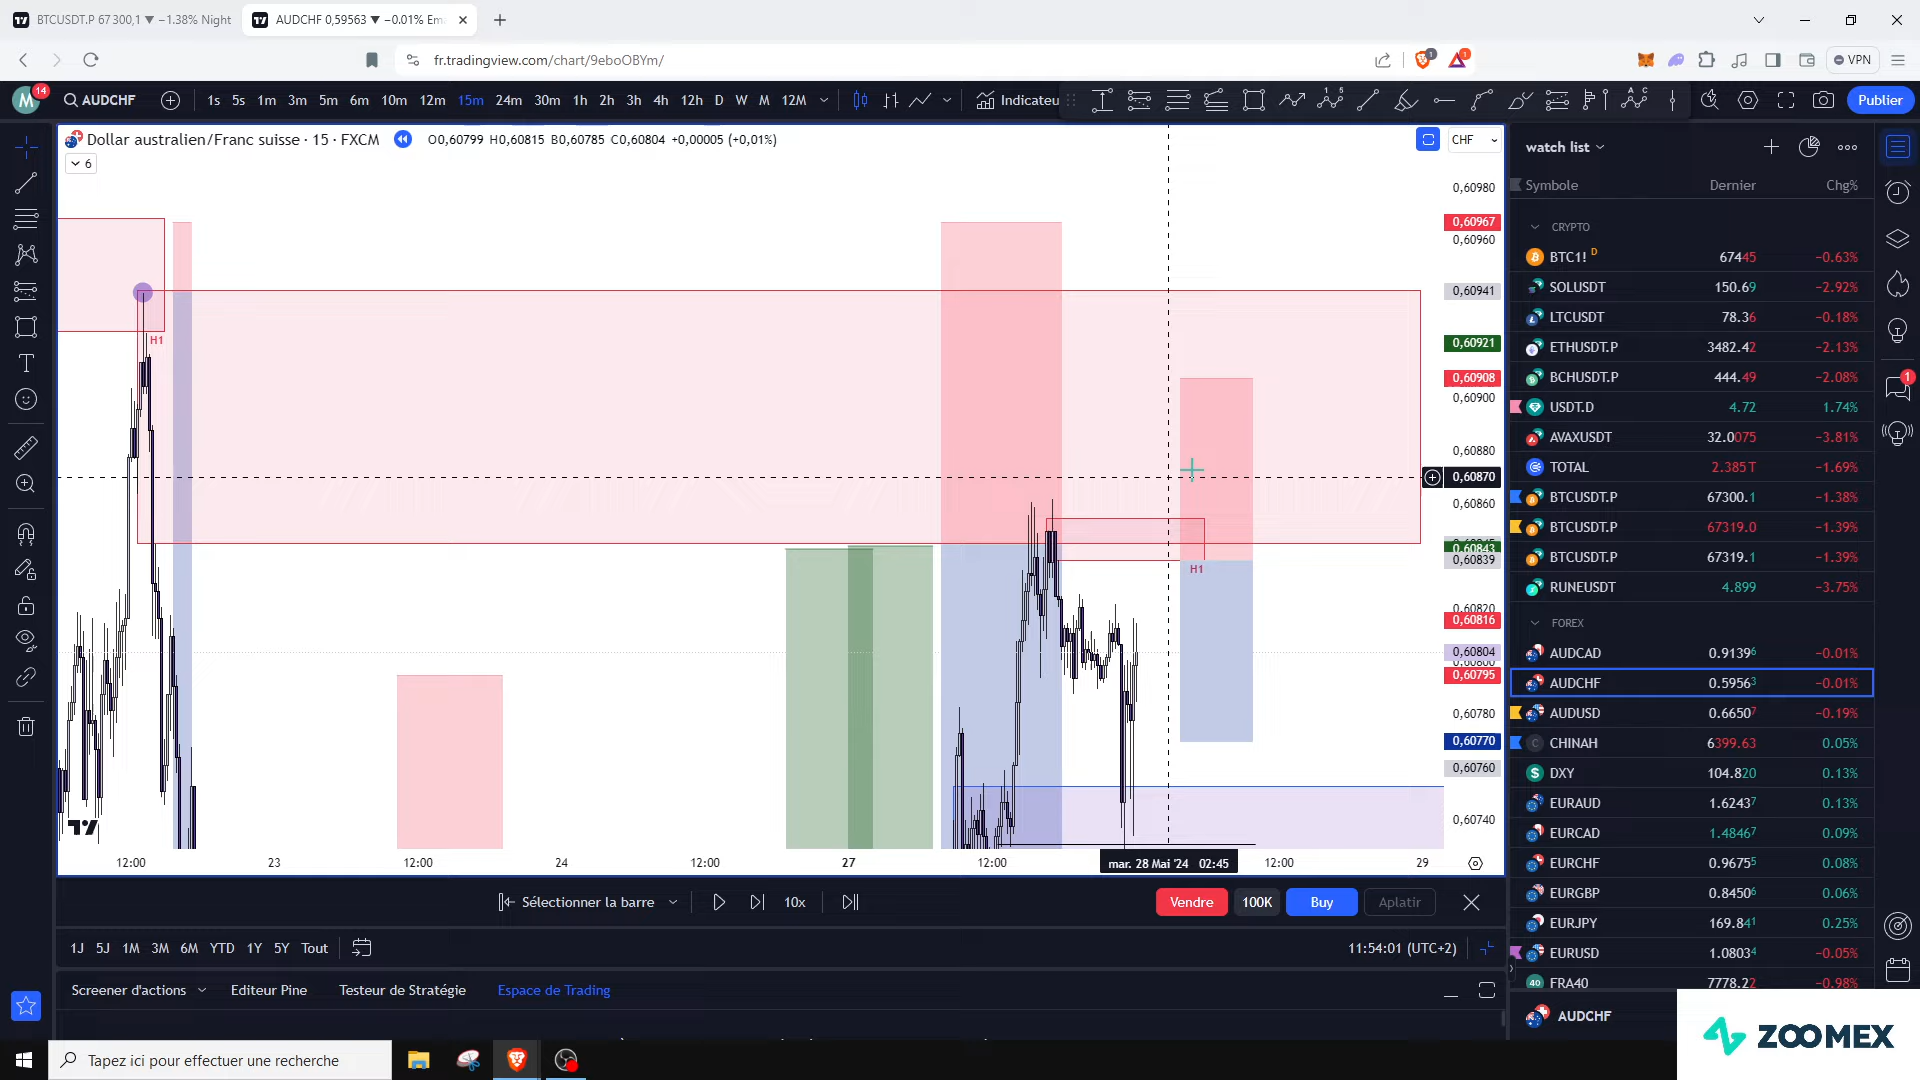 BTCUSDT.P 67 300,1 ▼ −1.38% Night
AUDCHF 0,59563 ▼ −0.01% Em
fr.tradingview.com/chart/9eboOBYm/
1
1
VPN
M
14
AUDCHF
1s 5s 1m 3m 5m 6m 10m 12m 15m 24m 30m 1h 2h 3h 4h 12h D W M 12M
Indicateu
Publier
Dollar australien/Franc suisse · 15 · FXCM
O0,60799 H0,60815 B0,60785 C0,60804 +0,00005 (+0,01%)
CHF
6
H1
H1
0,60980
0,60967
0,60960
0,60941
0,60921
0,60908
0,60900
0,60880
0,60870
0,60860
0,60843
0,60839
0,60820
0,60816
0,60804
0,60800
0,60795
0,60780
0,60770
0,60760
0,60740
12:00 23 12:00 24 12:00 27 12:00 mar. 28 Mai '24 02:45 12:00 29
Sélectionner la barre
10x
Vendre 100K Buy Aplatir
1J 5J 1M 3M 6M YTD 1Y 5Y Tout
11:54:01 (UTC+2)
Screener d'actions
Editeur Pine
Testeur de Stratégie
Espace de Trading
watch list
Symbole Dernier Chg%
CRYPTO
BTC1! D 67445 −0.63%
SOLUSDT 150.69 −2.92%
LTCUSDT 78.36 −0.18%
ETHUSDT.P 3482.42 −2.13%
BCHUSDT.P 444.49 −2.08%
USDT.D 4.72 1.74%
AVAXUSDT 32.0075 −3.81%
TOTAL 2.385T −1.69%
BTCUSDT.P 67300.1 −1.38%
BTCUSDT.P 67319.0 −1.39%
BTCUSDT.P 67319.1 −1.39%
RUNEUSDT 4.899 −3.75%
FOREX
AUDCAD 0.91396 −0.01%
AUDCHF 0.59563 −0.01%
AUDUSD 0.66507 −0.19%
CHINAH 6399.63 0.05%
DXY 104.820 0.13%
EURAUD 1.62437 0.13%
EURCAD 1.48467 0.09%
EURCHF 0.96755 0.08%
EURGBP 0.84506 0.06%
EURJPY 169.841 0.25%
EURUSD 1.08034 −0.05%
40 FRA40 7778.22 −0.98%
AUDCHF
1
ZOOMEX
Tapez ici pour effectuer une recherche